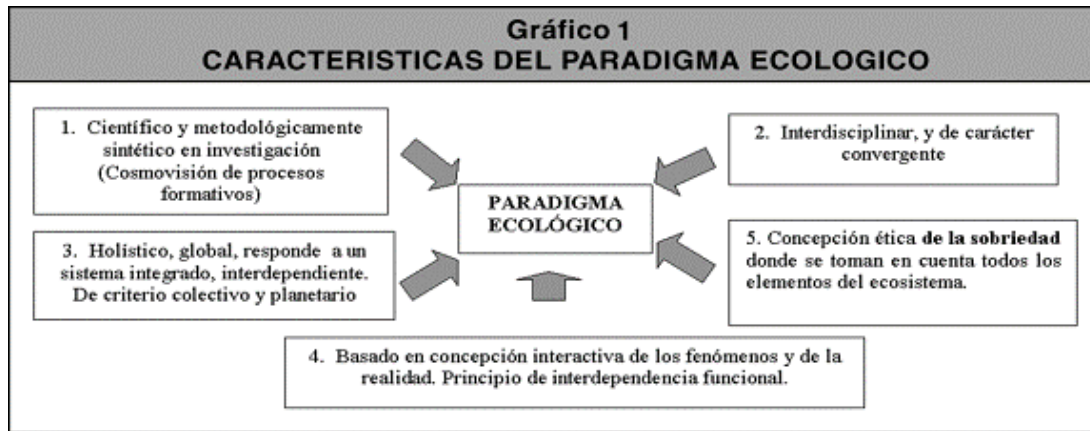 Gráfico 1
CARACTERISTICAS DEL PARADIGMA ECOLOGICO
1. Científico y metodológicamente
sintético en investigación
(Cosmovisión de procesos
formativos)
2. Interdisciplinar, y de carácter
convergente
PARADIGMA
ECOLÓGICO
3. Holístico, global, responde a un
sistema integrado, interdependiente.
De criterio colectivo y planetario
5. Concepción ética de la sobriedad
donde se toman en cuenta todos los
elementos del ecosistema.
4. Basado en concepción interactiva de los fenómenos y de la
realidad. Principio de interdependencia funcional.